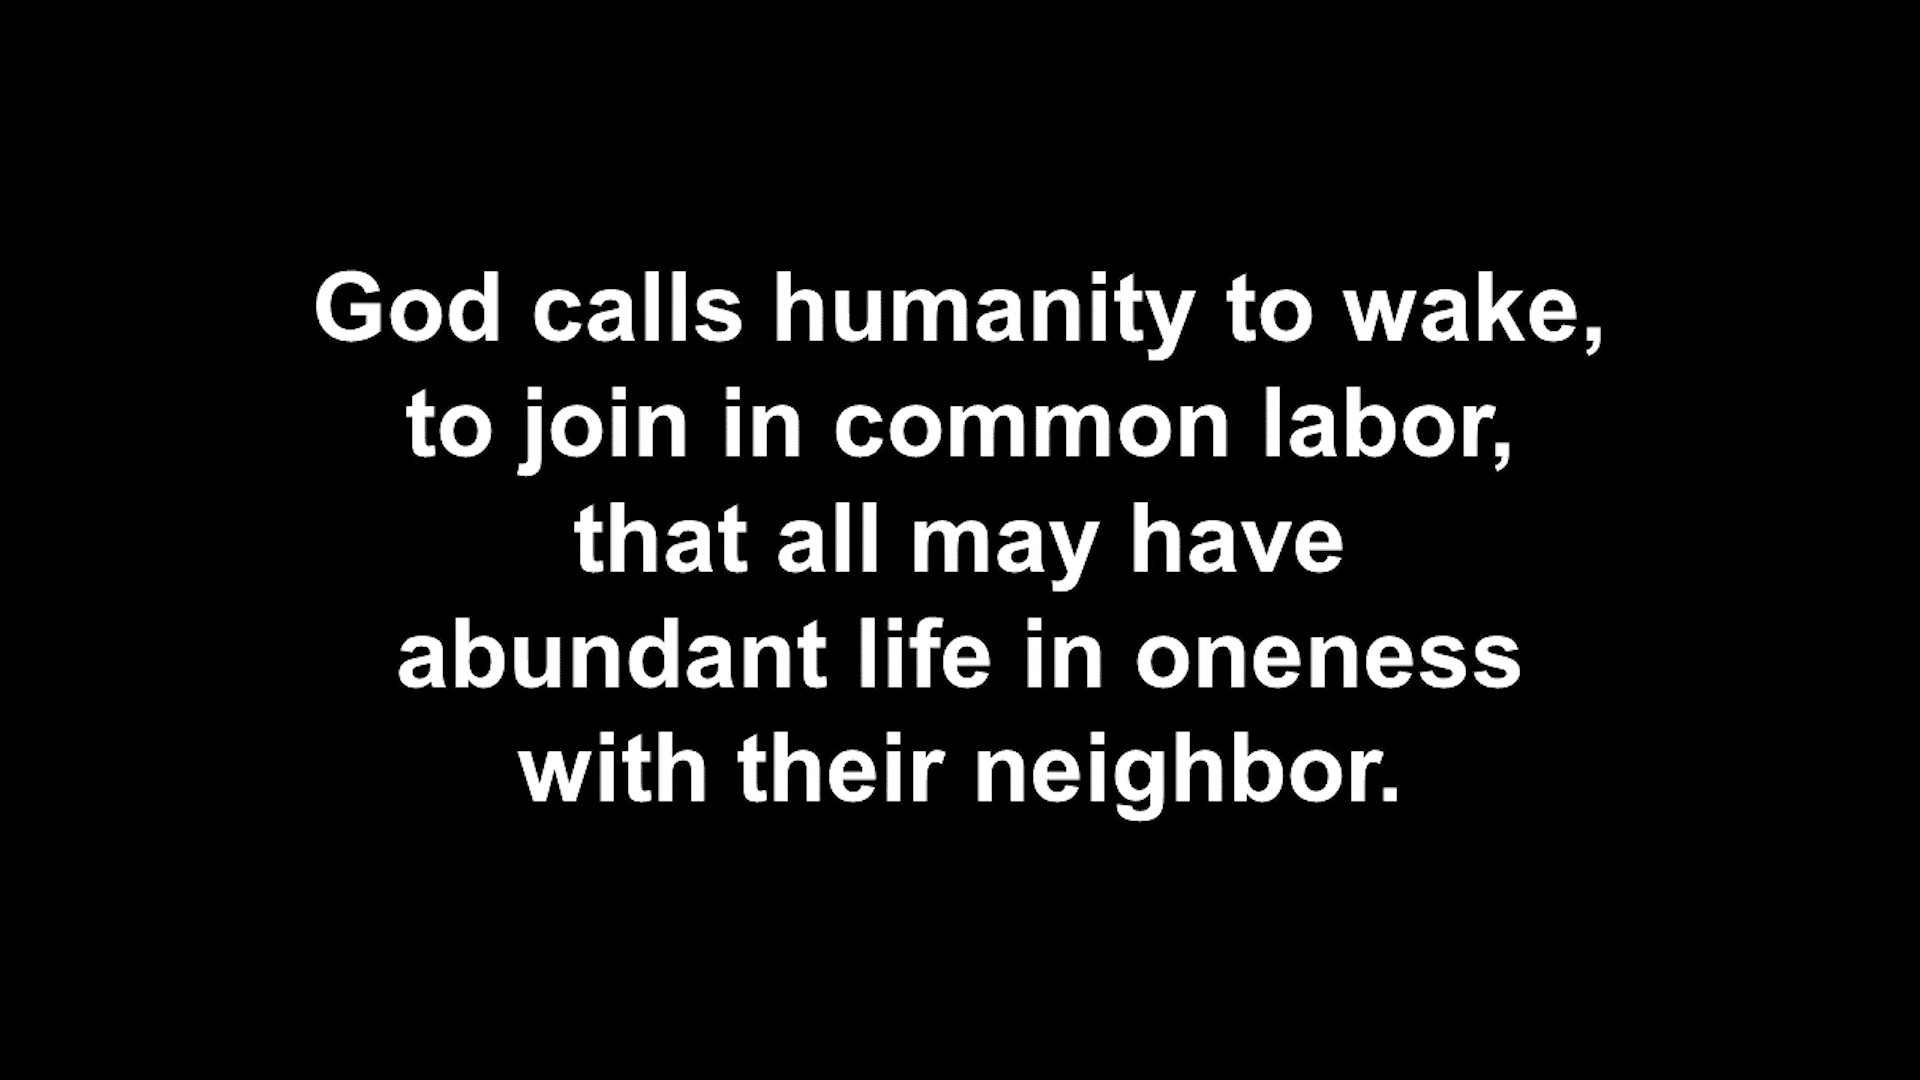 God calls humanity to wake,
to join in common labor,
that all may have
abundant life in oneness
with their neighbor.